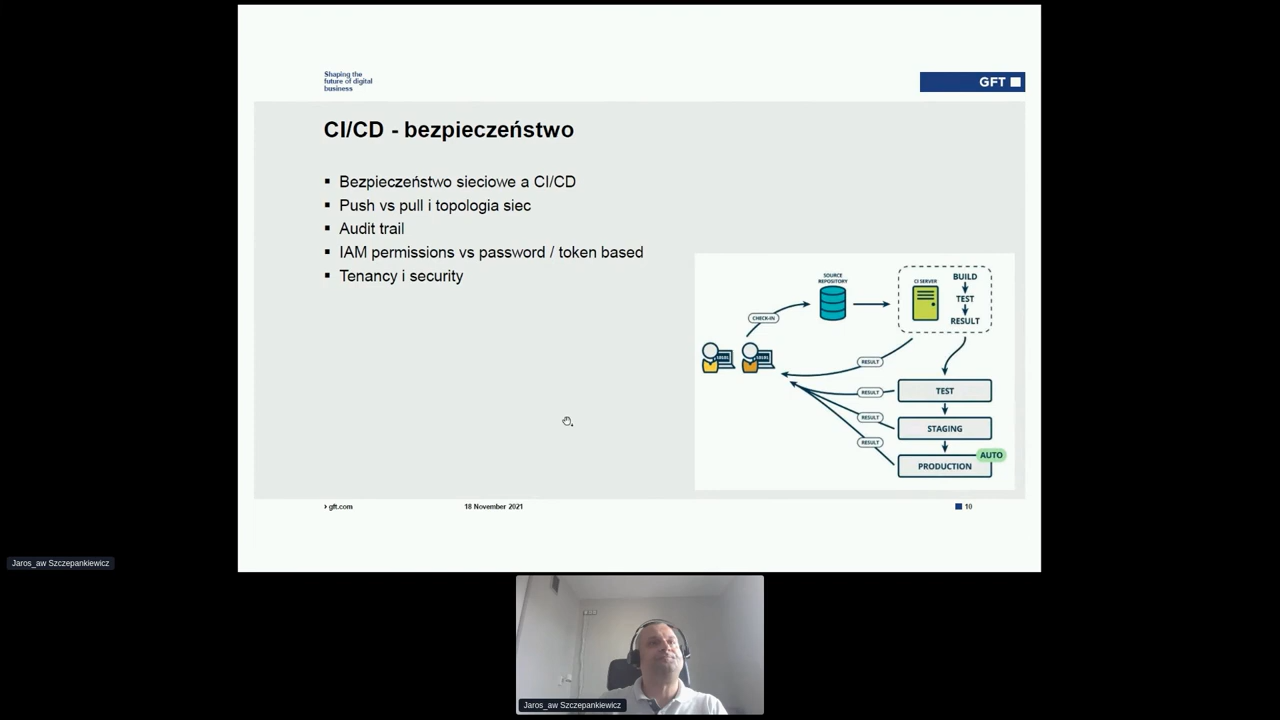 Shaping the
future of digital
business
GFT
CI/CD - bezpieczeństwo
Bezpieczeństwo sieciowe a CI/CD
Push vs pull i topologia siec
Audit trail
IAM permissions vs password / token based
Tenancy i security
SOURCE
REPOSITORY
CI SERVER
BUILD
TEST
RESULT
CHECK-IN
RESULT
TEST
RESULT
RESULT
STAGING
RESULT
AUTO
PRODUCTION
› gft.com
18 November 2021
10
Jaros_aw Szczepankiewicz
Jaros_aw Szczepankiewicz